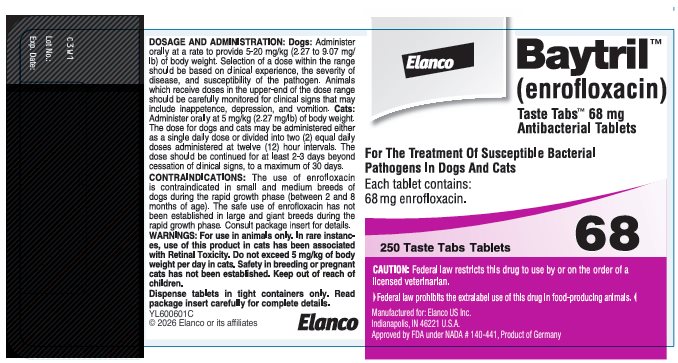 C3M1
Lot No.:
Exp. Date:
DOSAGE AND ADMINISTRATION: Dogs: Administer
orally at a rate to provide 5-20 mg/kg (2.27 to 9.07 mg/
lb) of body weight. Selection of a dose within the range
should be based on clinical experience, the severity of
disease, and susceptibility of the pathogen. Animals
which receive doses in the upper-end of the dose range
should be carefully monitored for clinical signs that may
include inappetence, depression, and vomition. Cats:
Administer orally at 5 mg/kg (2.27 mg/lb) of body weight.
The dose for dogs and cats may be administered either
as a single daily dose or divided into two (2) equal daily
doses administered at twelve (12) hour intervals. The
dose should be continued for at least 2-3 days beyond
cessation of clinical signs, to a maximum of 30 days.
CONTRAINDICATIONS: The use of enrofloxacin
is contraindicated in small and medium breeds of
dogs during the rapid growth phase (between 2 and 8
months of age). The safe use of enrofloxacin has not
been established in large and giant breeds during the
rapid growth phase. Consult package insert for details.
WARNINGS: For use in animals only. In rare instanc-
es, use of this product in cats has been associated
with Retinal Toxicity. Do not exceed 5 mg/kg of body
weight per day in cats. Safety in breeding or pregnant
cats has not been established. Keep out of reach of
children.
Dispense tablets in tight containers only. Read
package insert carefully for complete details.
YL600601C
© 2026 Elanco or its affiliates
Elanco
Elanco
Baytril™
(enrofloxacin)
Taste Tabs™ 68 mg
Antibacterial Tablets
For The Treatment Of Susceptible Bacterial
Pathogens In Dogs And Cats
Each tablet contains:
68 mg enrofloxacin.
250 Taste Tabs Tablets
68
CAUTION: Federal law restricts this drug to use by or on the order of a
licensed veterinarian.
Federal law prohibits the extralabel use of this drug in food-producing animals.
Manufactured for: Elanco US Inc.
Indianapolis, IN 46221 U.S.A.
Approved by FDA under NADA # 140-441, Product of Germany